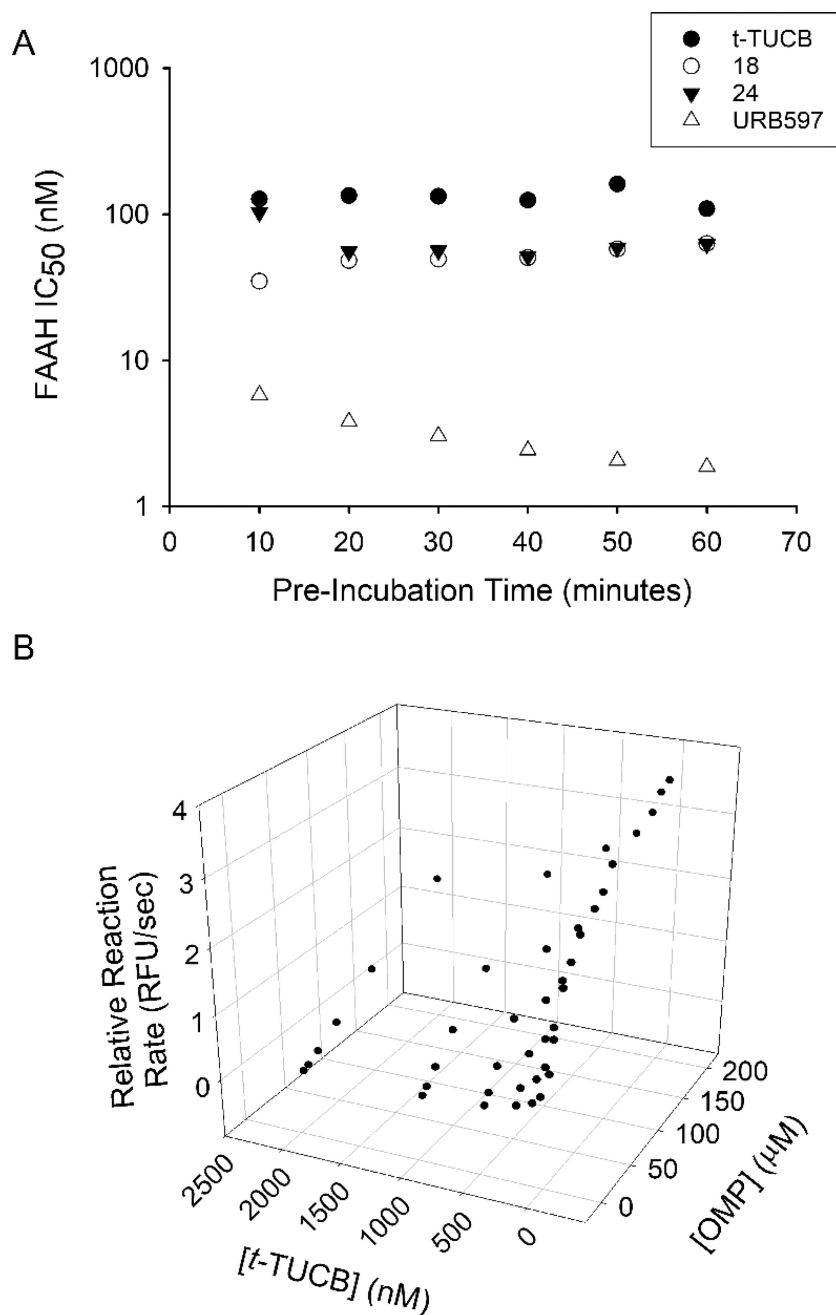 A
t-TUCB
18
24
URB597
1000
100
10
1
FAAH IC50 (nM)
0 10 20 30 40 50 60 70
Pre-Incubation Time (minutes)
B
4
3
2
1
0
Relative Reaction
Rate (RFU/sec)
2500 2000 1500 1000 500 0
[t-TUCB] (nM)
200
150
100
50
0
[OMP] (μM)